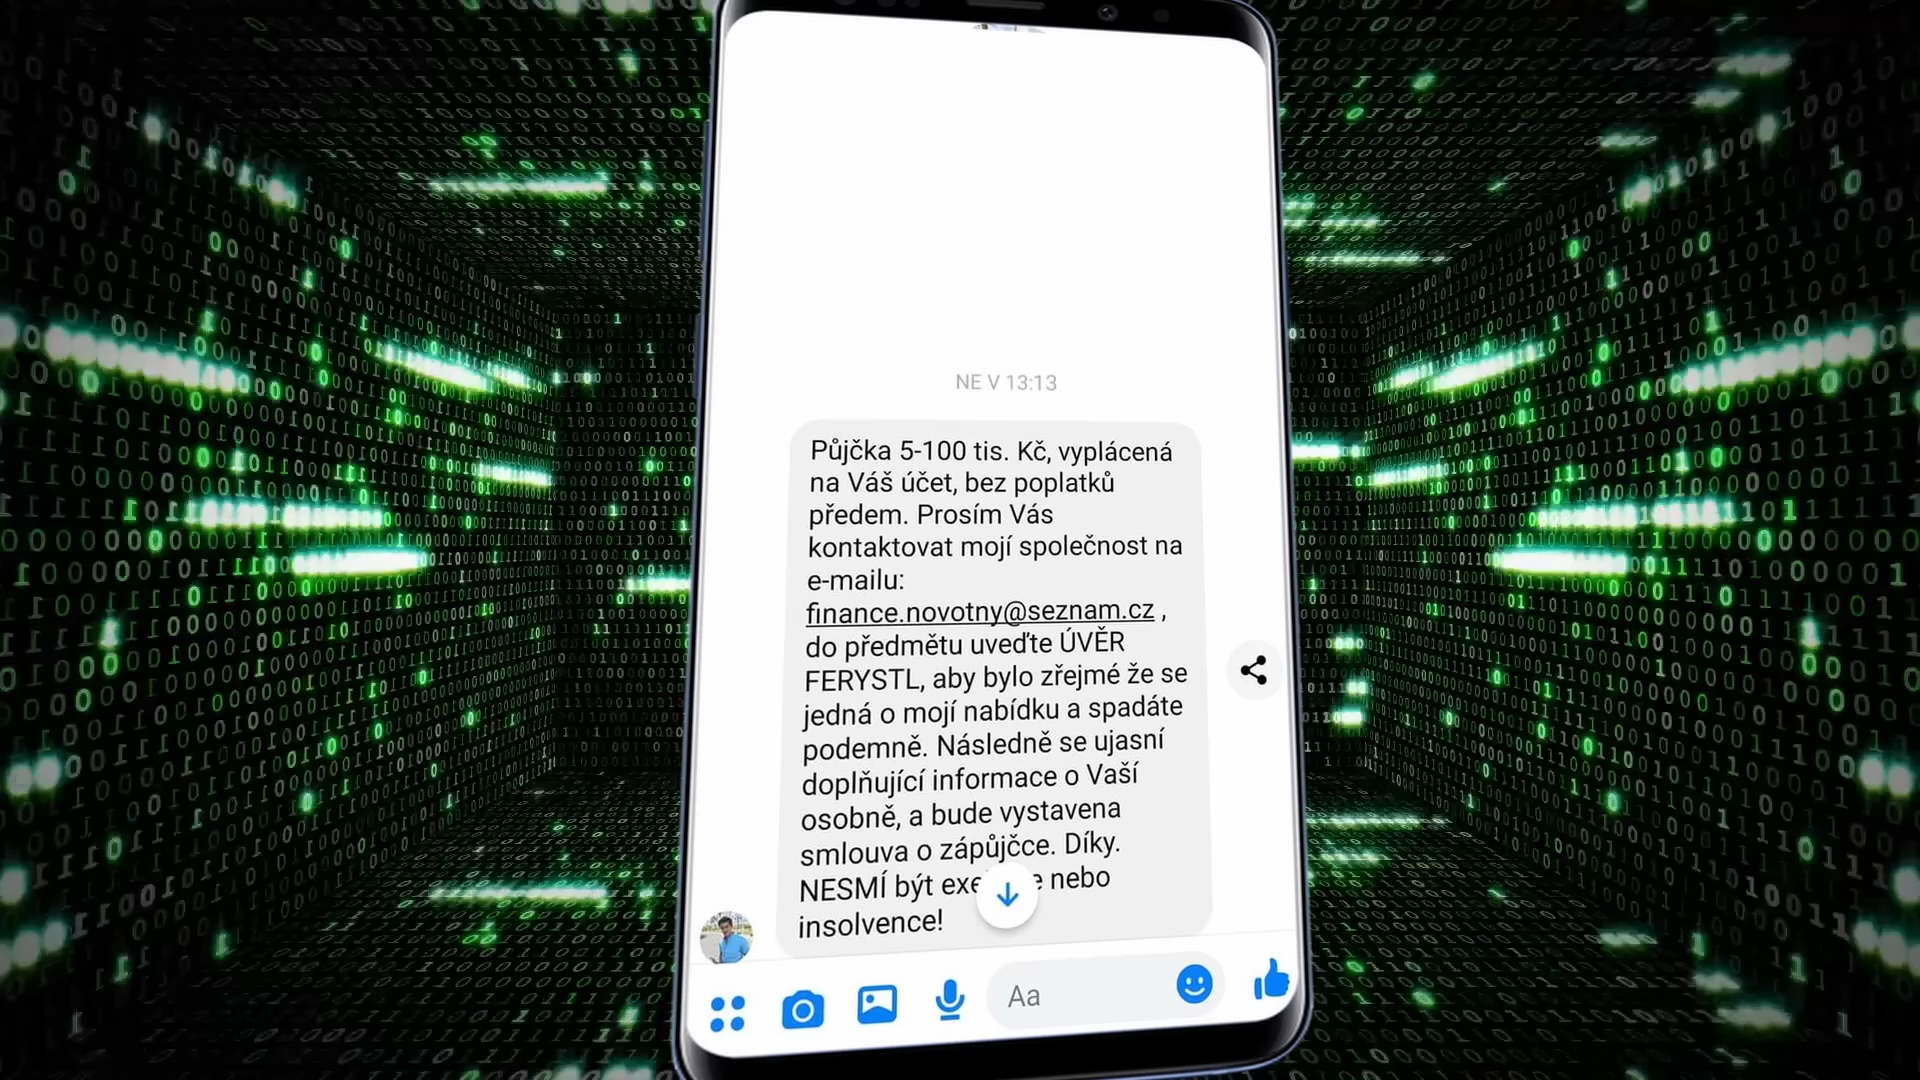 NE V 13:13
Půjčka 5-100 tis. Kč, vyplácená
na Váš účet, bez poplatků
předem. Prosím Vás
kontaktovat mojí společnost na
e-mailu:
finance.novotny@seznam.cz ,
do předmětu uveďte ÚVĚR
FERYSTL, aby bylo zřejmé že se
jedná o mojí nabídku a spadáte
podemně. Následně se ujasní
doplňující informace o Vaší
osobně, a bude vystavena
smlouva o zápůjčce. Díky.
NESMÍ být nebo
insolvence!
Aa